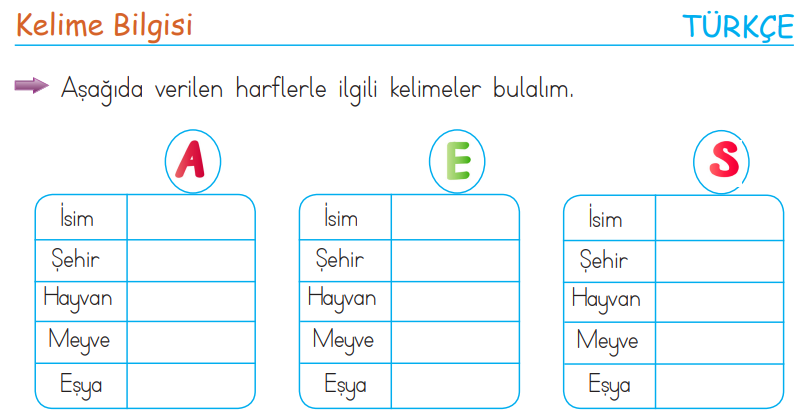 Kelime Bilgisi TÜRKÇE
Aşağıda verilen harflerle ilgili kelimeler bulalım.
A E S
İsim İsim İsim
Şehir Şehir Şehir
Hayvan Hayvan Hayvan
Meyve Meyve Meyve
Eşya Eşya Eşya